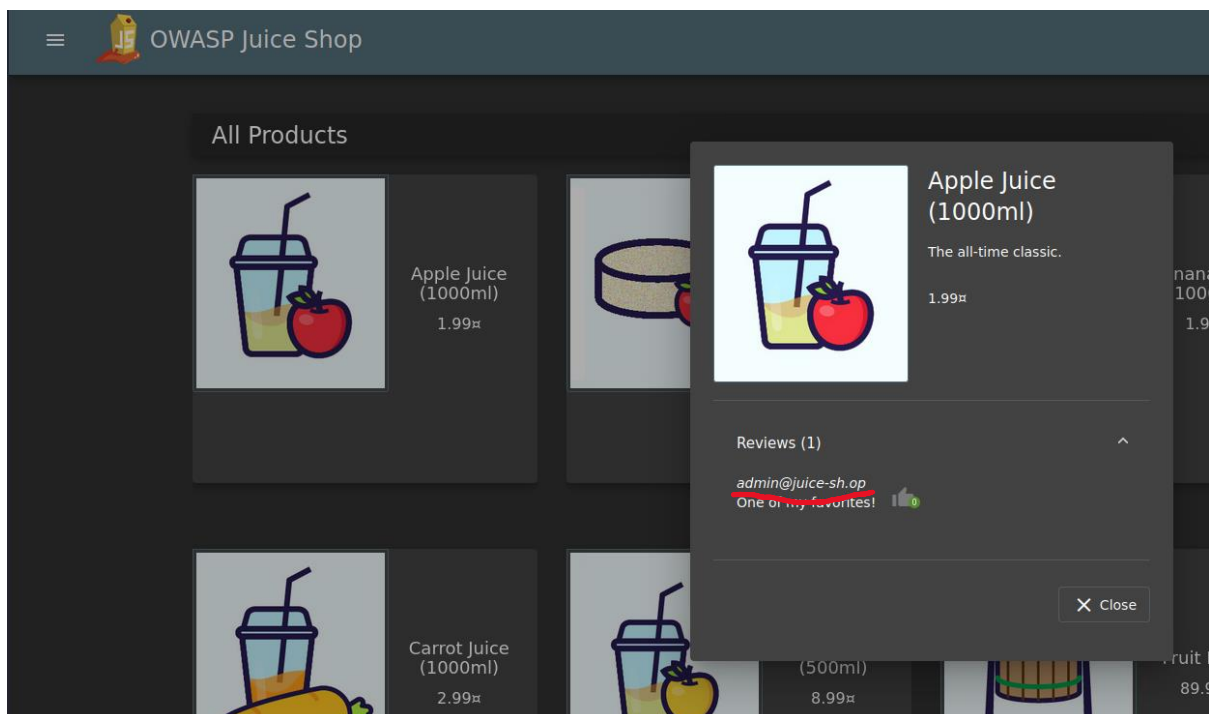 OWASP Juice Shop
All Products
Apple Juice
(1000ml)
1.99¤
Apple Juice
(1000ml)
The all-time classic.
1.99¤
Reviews (1)
admin@juice-sh.op
One of my favorites!
0
Close
Carrot Juice
(1000ml)
2.99¤
(500ml)
8.99¤